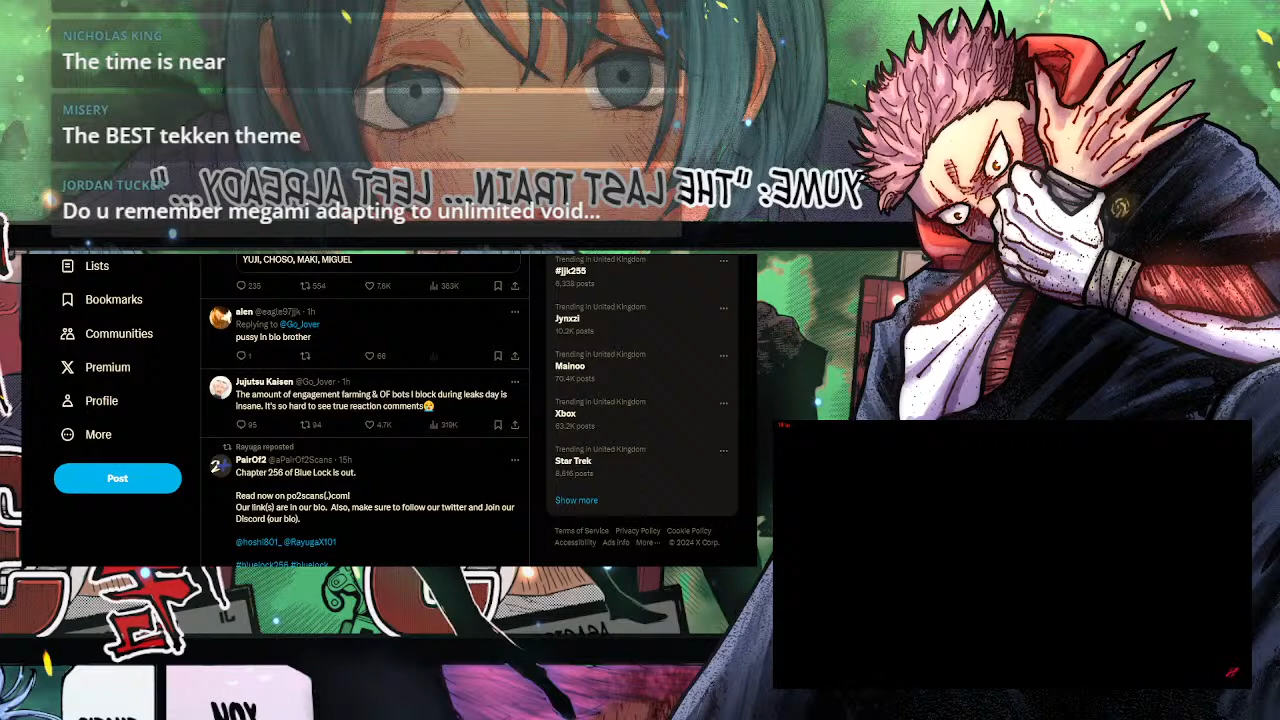 NICHOLAS KING
The time is near
MISERY
The BEST tekken theme
JORDAN TUCKER
YUME: "THE LAST TRAIN... LEFT ALREADY..."
Do u remember megami adapting to unlimited void...
Lists
Bookmarks
Communities
Premium
Profile
More
Post
YUJI, CHOSO, MAKI, MIGUEL
235 554 7.6K 363K
alen @eagle97jjk · 1h
Replying to @Go_Jover
pussy in bio brother
1 66
Jujutsu Kaisen @Go_Jover · 1h
The amount of engagement farming & OF bots I block during leaks day is
insane. It's so hard to see true reaction comments😢
95 94 4.7K 319K
Rayuga reposted
PairOf2 @aPairOf2Scans · 15h
Chapter 256 of Blue Lock is out.
Read now on po2scans(.)com!
Our link(s) are in our bio. Also, make sure to follow our twitter and join our
Discord (our bio).
@hoshi801_ @RayugaX101
#bluelock256 #bluelock
Trending in United Kingdom
#jjk255
6,338 posts
Trending in United Kingdom
Jynxzi
10.2K posts
Trending in United Kingdom
Mainoo
70.4K posts
Trending in United Kingdom
Xbox
63.2K posts
Trending in United Kingdom
Star Trek
8,616 posts
Show more
Terms of Service Privacy Policy Cookie Policy
Accessibility Ads info More ··· © 2024 X Corp.